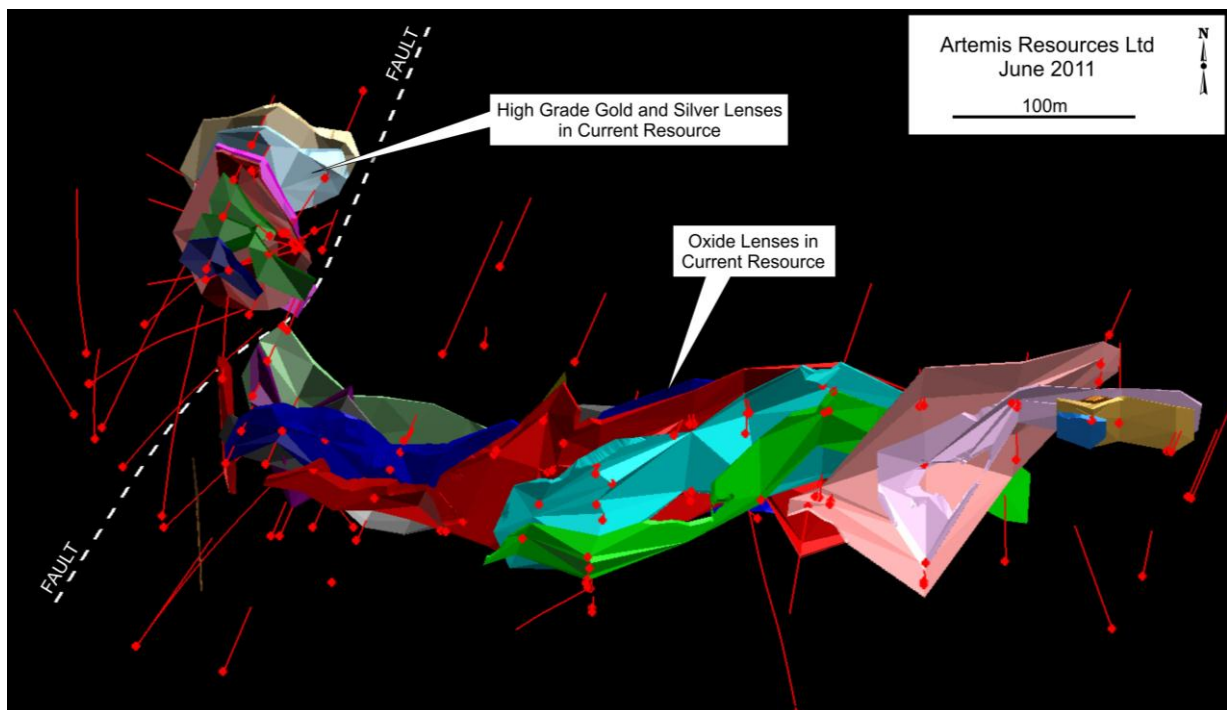 FAULT
FAULT
Artemis Resources Ltd
June 2011
N
100m
High Grade Gold and Silver Lenses
in Current Resource
Oxide Lenses in
Current Resource
FAULT